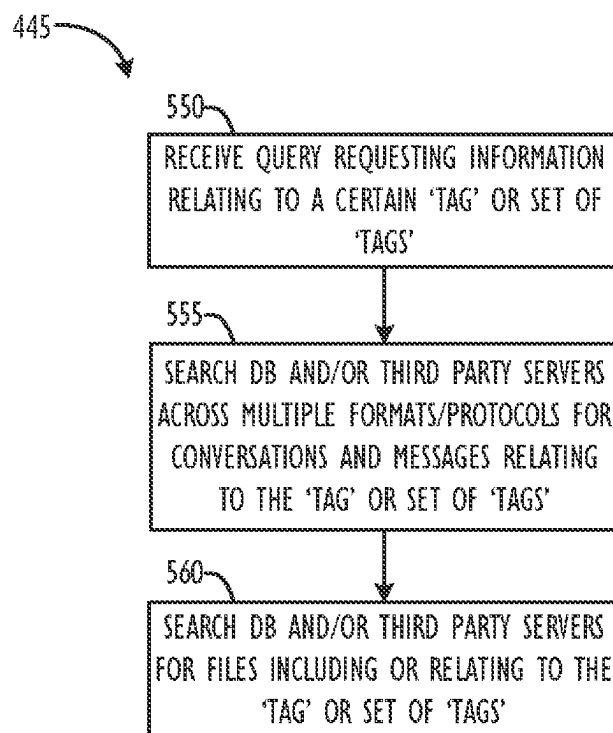 445
550
RECEIVE QUERY REQUESTING INFORMATION
RELATING TO A CERTAIN ‘TAG’ OR SET OF
‘TAGS’
555
SEARCH DB AND/OR THIRD PARTY SERVERS
ACROSS MULTIPLE FORMATS/PROTOCOLS FOR
CONVERSATIONS AND MESSAGES RELATING
TO THE ‘TAG’ OR SET OF ‘TAGS’
560
SEARCH DB AND/OR THIRD PARTY SERVERS
FOR FILES INCLUDING OR RELATING TO THE
‘TAG’ OR SET OF ‘TAGS’